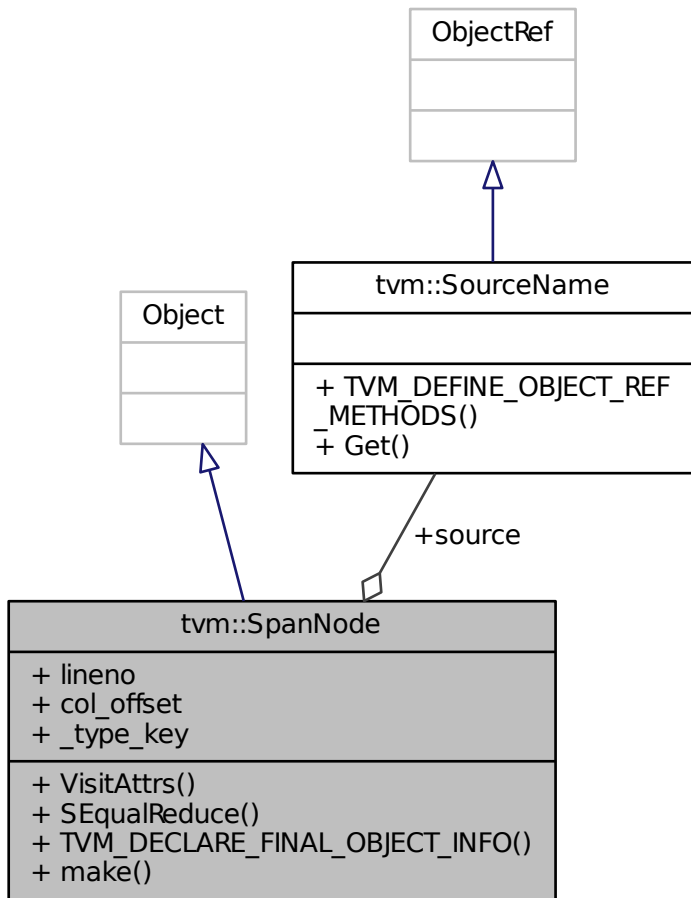 ObjectRef
tvm::SourceName
+ TVM_DEFINE_OBJECT_REF
_METHODS()
+ Get()
Object
+source
tvm::SpanNode
+ lineno
+ col_offset
+ _type_key
+ VisitAttrs()
+ SEqualReduce()
+ TVM_DECLARE_FINAL_OBJECT_INFO()
+ make()